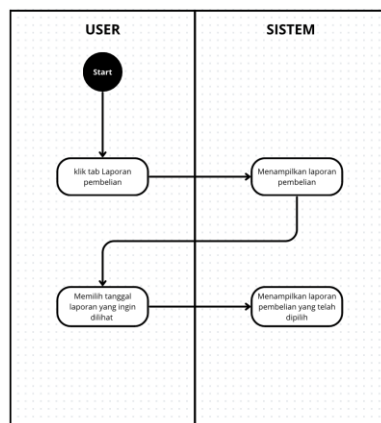 USER
SISTEM
Start
klik tab Laporan
pembelian
Menampilkan laporan
pembelian
Memilih tanggal
laporan yang ingin
dilihat
Menampilkan laporan
pembelian yang telah
dipilih